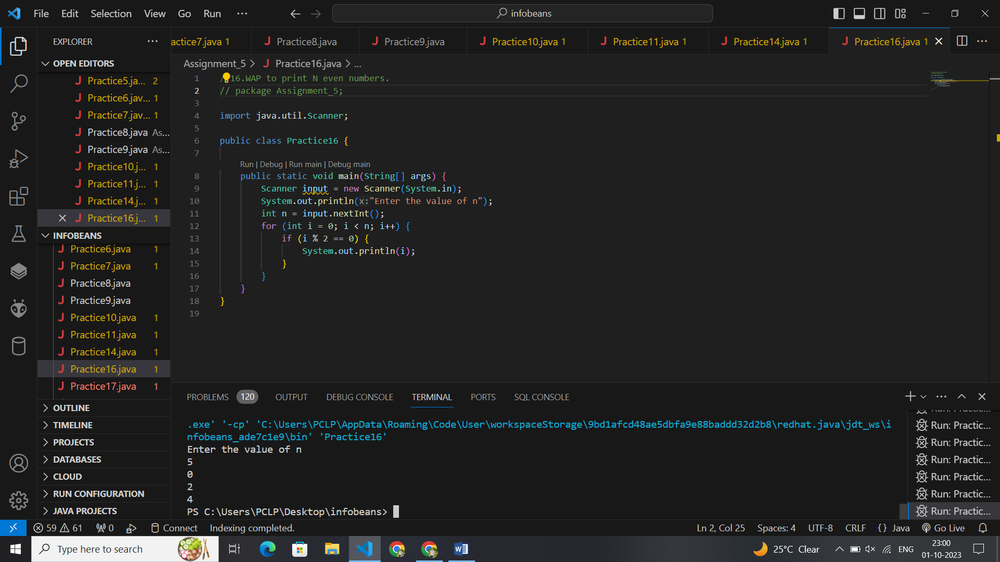 File Edit Selection View Go Run ... infobeans
EXPLORER ...
actice7.java 1 Practice8.java Practice9.java Practice10.java 1 Practice11.java 1 Practice14.java 1 Practice16.java 1
Assignment_5 > Practice16.java > ...
OPEN EDITORS
Practice5.ja... 2
Practice6.jav... 1
Practice7.jav... 1
Practice8.java As...
Practice9.java As...
Practice10.j... 1
Practice11.j... 1
Practice14.j... 1
Practice16.j... 1
INFOBEANS
Practice6.java 1
Practice7.java 1
Practice8.java
Practice9.java
Practice10.java 1
Practice11.java 1
Practice14.java 1
Practice16.java 1
Practice17.java 1
OUTLINE
TIMELINE
PROJECTS
DATABASES
CLOUD
RUN CONFIGURATION
JAVA PROJECTS
1 /16.WAP to print N even numbers.
2 // package Assignment_5;
3
4 import java.util.Scanner;
5
6 public class Practice16 {
7
Run | Debug | Run main | Debug main
8 public static void main(String[] args) {
9 Scanner input = new Scanner(System.in);
10 System.out.println(x:"Enter the value of n");
11 int n = input.nextInt();
12 for (int i = 0; i < n; i++) {
13 if (i % 2 == 0) {
14 System.out.println(i);
15 }
16 }
17 }
18 }
19
PROBLEMS 120 OUTPUT DEBUG CONSOLE TERMINAL PORTS SQL CONSOLE
.exe' '-cp' 'C:\Users\PCLP\AppData\Roaming\Code\User\workspaceStorage\9bd1afcd48ae5dbfa9e88baddd32d2b8\redhat.java\jdt_ws\i
nfobeans_ade7c1e9\bin' 'Practice16'
Enter the value of n
5
0
2
4
PS C:\Users\PCLP\Desktop\infobeans>
Run: Practic...
Run: Practic...
Run: Practic...
Run: Practic...
Run: Practic...
Run: Practic...
59 61 0 Connect Indexing completed. Ln 2, Col 25 Spaces: 4 UTF-8 CRLF {} Java Go Live
Type here to search 25°C Clear ENG 23:00
01-10-2023